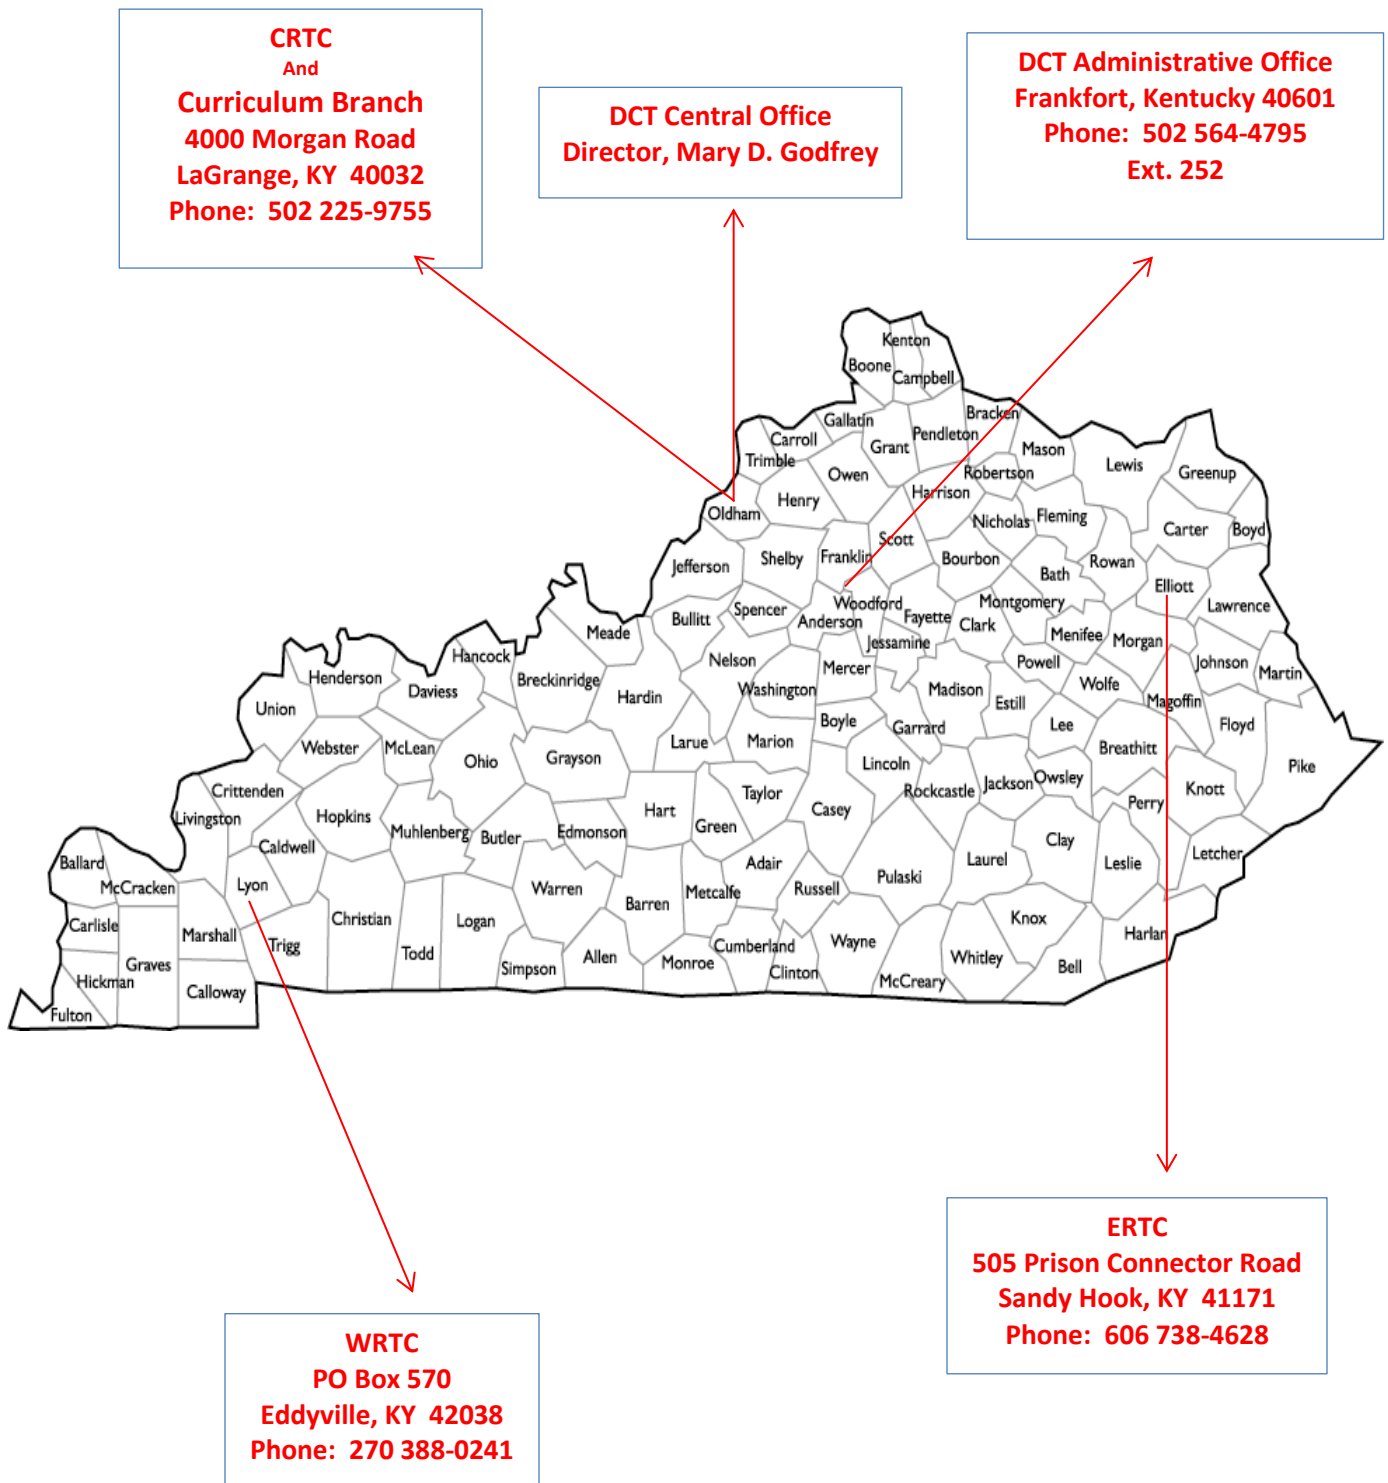 CRTC
And
Curriculum Branch
4000 Morgan Road
LaGrange, KY  40032
Phone:  502 225-9755
DCT Central Office
Director, Mary D. Godfrey
DCT Administrative Office
Frankfort, Kentucky 40601
Phone:  502 564-4795
Ext. 252
Kenton
Boone
Campbell
Bracken
Gallatin
Carroll
Grant
Pendleton
Mason
Trimble
Owen
Robertson
Lewis
Greenup
Henry
Harrison
Oldham
Nicholas
Fleming
Carter
Boyd
Scott
Shelby
Franklin
Bourbon
Rowan
Jefferson
Bath
Elliott
Woodford
Montgomery
Lawrence
Spencer
Bullitt
Anderson
Fayette
Clark
Meade
Jessamine
Menifee
Morgan
Hancock
Nelson
Mercer
Powell
Johnson
Martin
Henderson
Daviess
Breckinridge
Washington
Madison
Wolfe
Hardin
Estill
Magoffin
Union
Boyle
Garrard
Lee
Floyd
Webster
McLean
Larue
Marion
Breathitt
Ohio
Grayson
Lincoln
Pike
Crittenden
Rockcastle
Jackson
Owsley
Knott
Taylor
Perry
Livingston
Hopkins
Hart
Casey
Muhlenberg
Butler
Edmonson
Green
Clay
Caldwell
Letcher
Ballard
Adair
Laurel
Leslie
McCracken
Lyon
Warren
Metcalfe
Russell
Pulaski
Barren
Carlisle
Christian
Logan
Knox
Marshall
Trigg
Todd
Cumberland
Wayne
Harlan
Graves
Simpson
Allen
Monroe
Clinton
Whitley
Bell
Hickman
Calloway
McCreary
Fulton
ERTC
505 Prison Connector Road
Sandy Hook, KY  41171
Phone:  606 738-4628
WRTC
PO Box 570
Eddyville, KY  42038
Phone:  270 388-0241